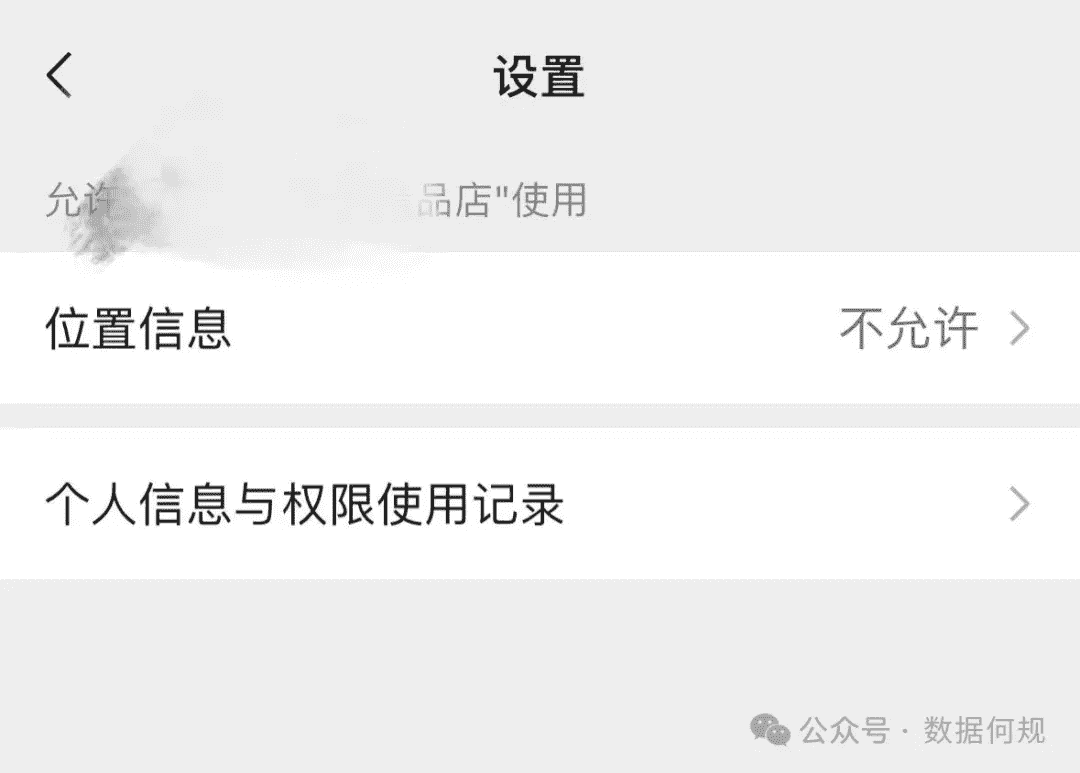 设置
允许品店"使用
位置信息 不允许
个人信息与权限使用记录
公众号 · 数据何规